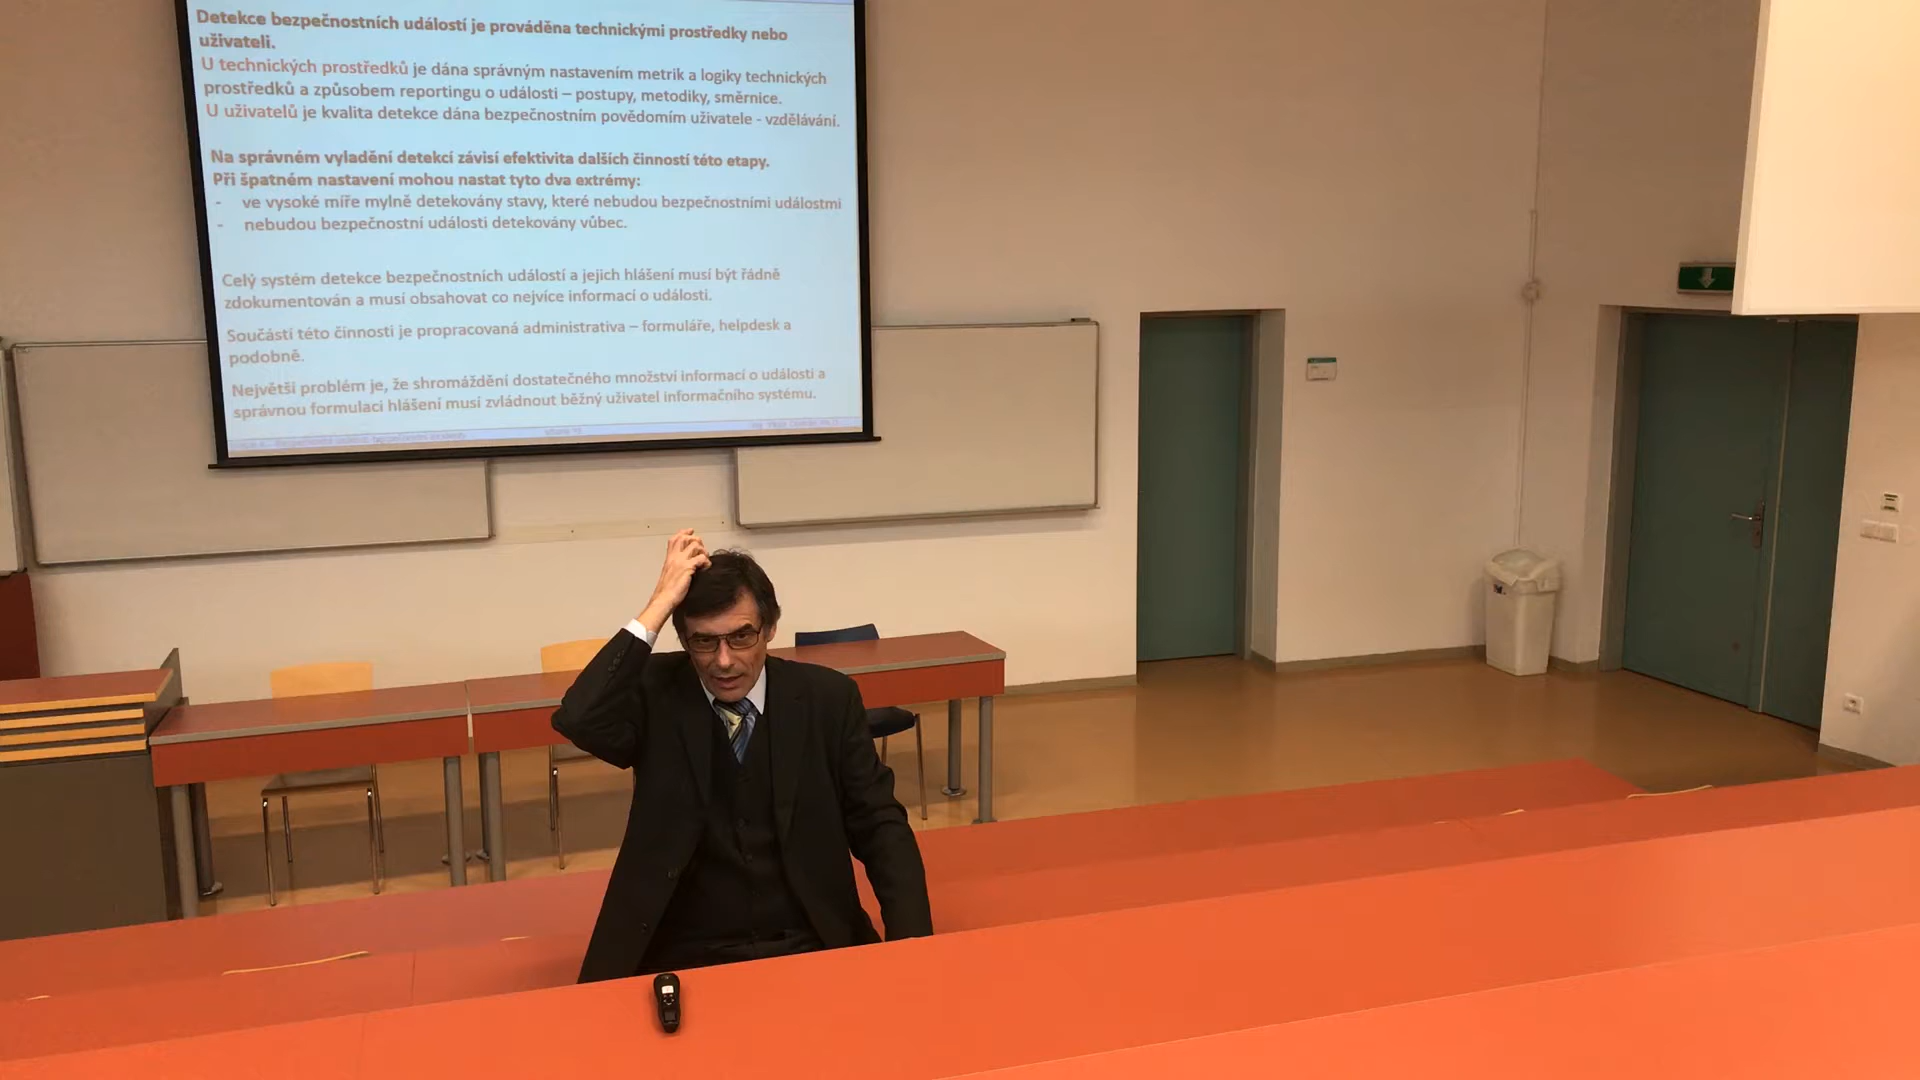 Detekce bezpečnostních událostí je prováděna technickými prostředky nebo
uživateli.
U technických prostředků je dána správným nastavením metrik a logiky technických
prostředků a způsobem reportingu o události – postupy, metodiky, směrnice.
U uživatelů je kvalita detekce dána bezpečnostním povědomím uživatele - vzdělávání.
Na správném vyladění detekcí závisí efektivita dalších činností této etapy.
Při špatném nastavení mohou nastat tyto dva extrémy:
- ve vysoké míře mylně detekovány stavy, které nebudou bezpečnostními událostmi
- nebudou bezpečnostní události detekovány vůbec.
Celý systém detekce bezpečnostních událostí a jejich hlášení musí být řádně
zdokumentován a musí obsahovat co nejvíce informací o události.
Součástí této činnosti je propracovaná administrativa – formuláře, helpdesk a
podobně.
Největší problém je, že shromáždění dostatečného množství informací o události a
správnou formulaci hlášení musí zvládnout běžný uživatel informačního systému.